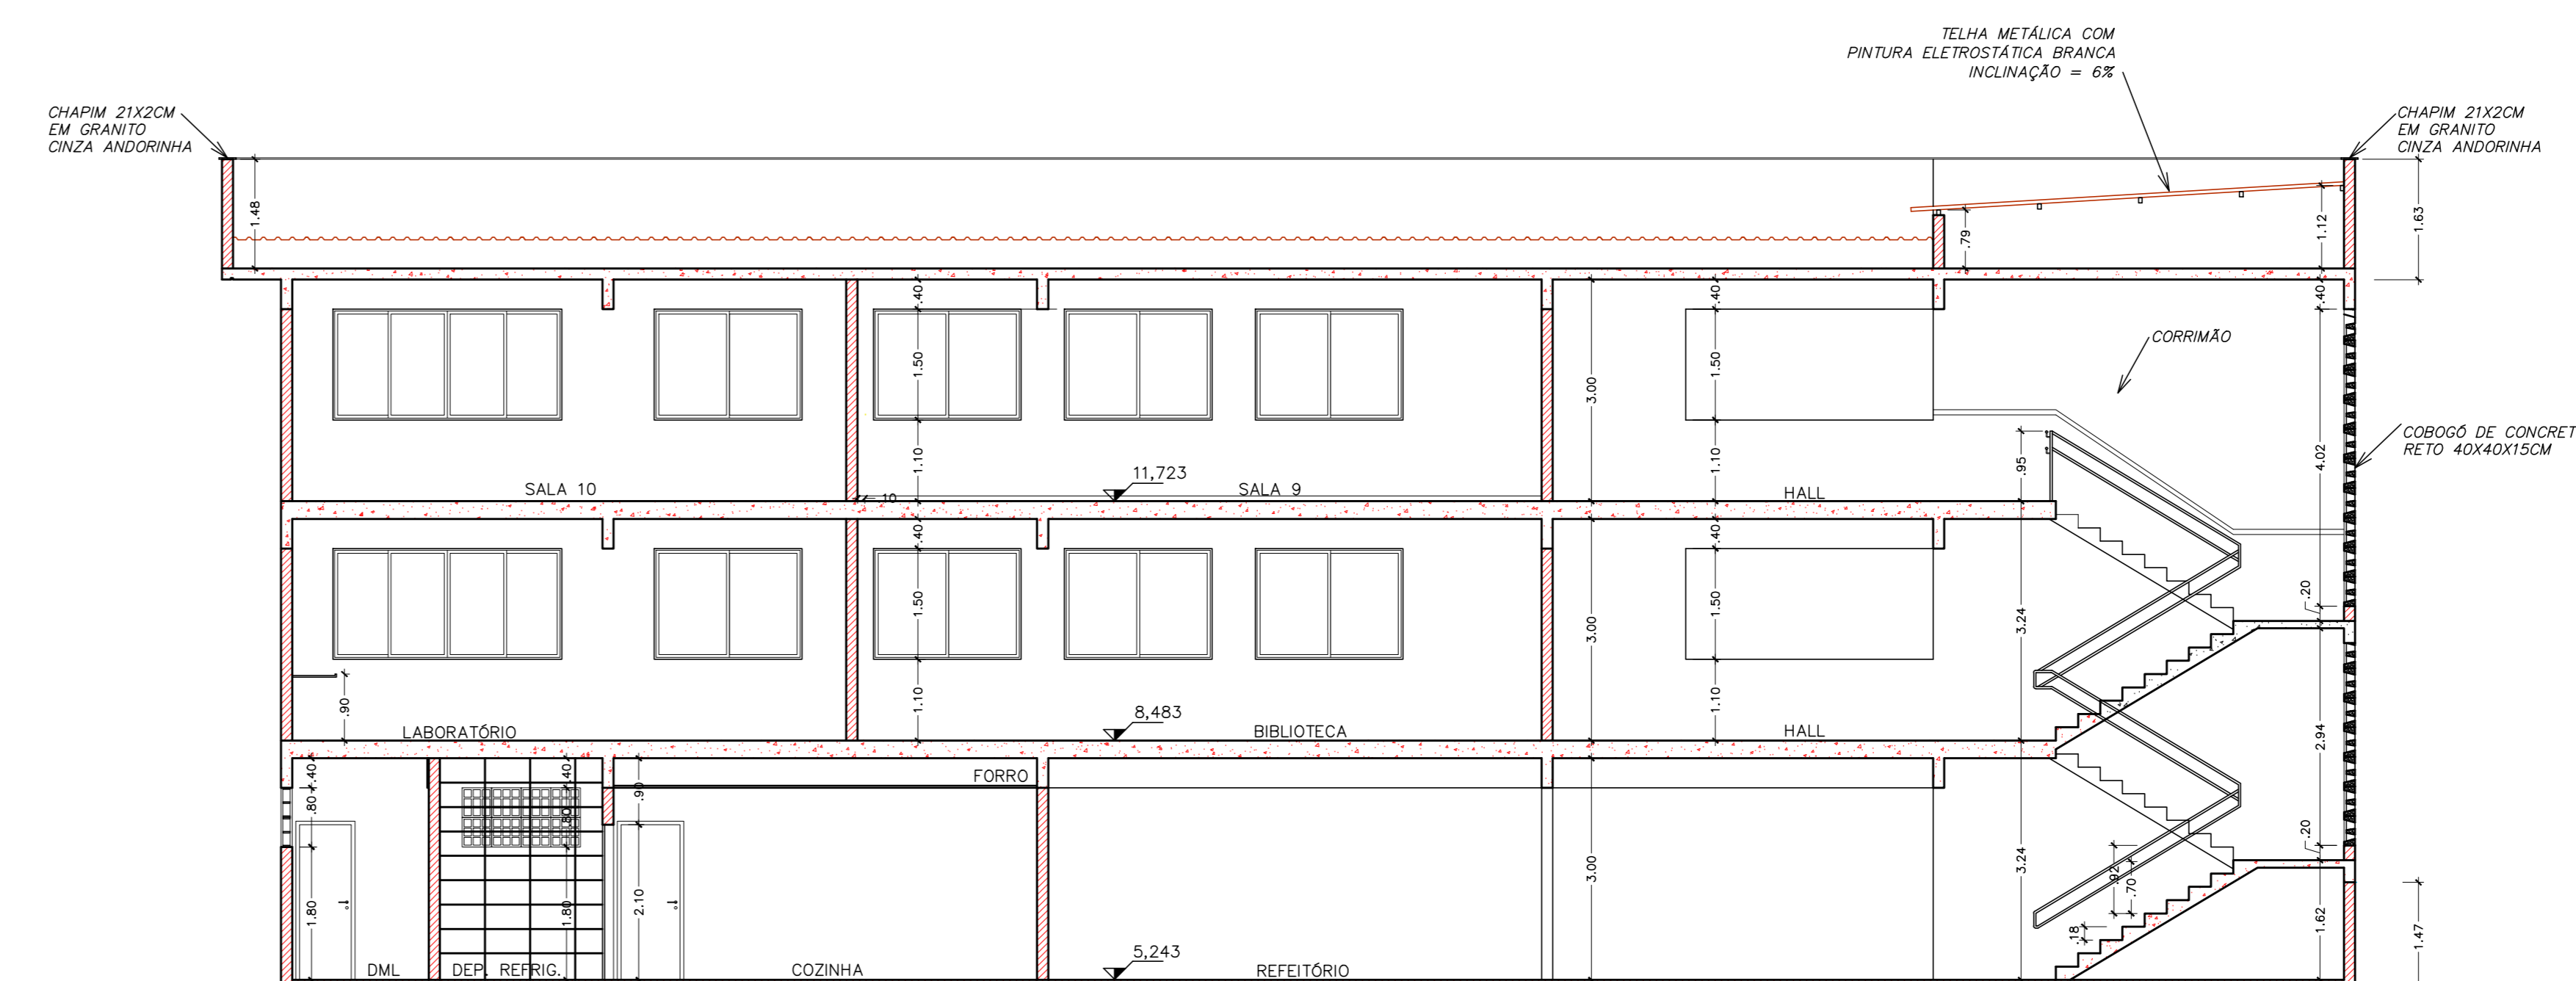 TELHA METÁLICA COM
PINTURA ELETROSTÁTICA BRANCA
INCLINAÇÃO = 6%
CHAPIM 21X2CM
EM GRANITO
CINZA ANDORINHA
CHAPIM 21X2CM
EM GRANITO
CINZA ANDORINHA
1.48
.79
1.12
1.63
.40
.40
.40
CORRIMÃO
1.50
1.50
3.00
4.02
COBOGÓ DE CONCRET
RETO 40X40X15CM
1.10
1.10
.95
11,723
SALA 10
.10
SALA 9
HALL
.40
.40
1.50
1.50
3.00
3.24
.20
.90
1.10
1.10
8,483
LABORATÓRIO
BIBLIOTECA
HALL
2.94
.40
.40
.90
FORRO
.80
.80
.20
1.80
1.80
2.10
3.00
3.24
.92
.70
.18
1.62
1.47
5,243
DML
DEP. REFRIG.
COZINHA
REFEITÓRIO